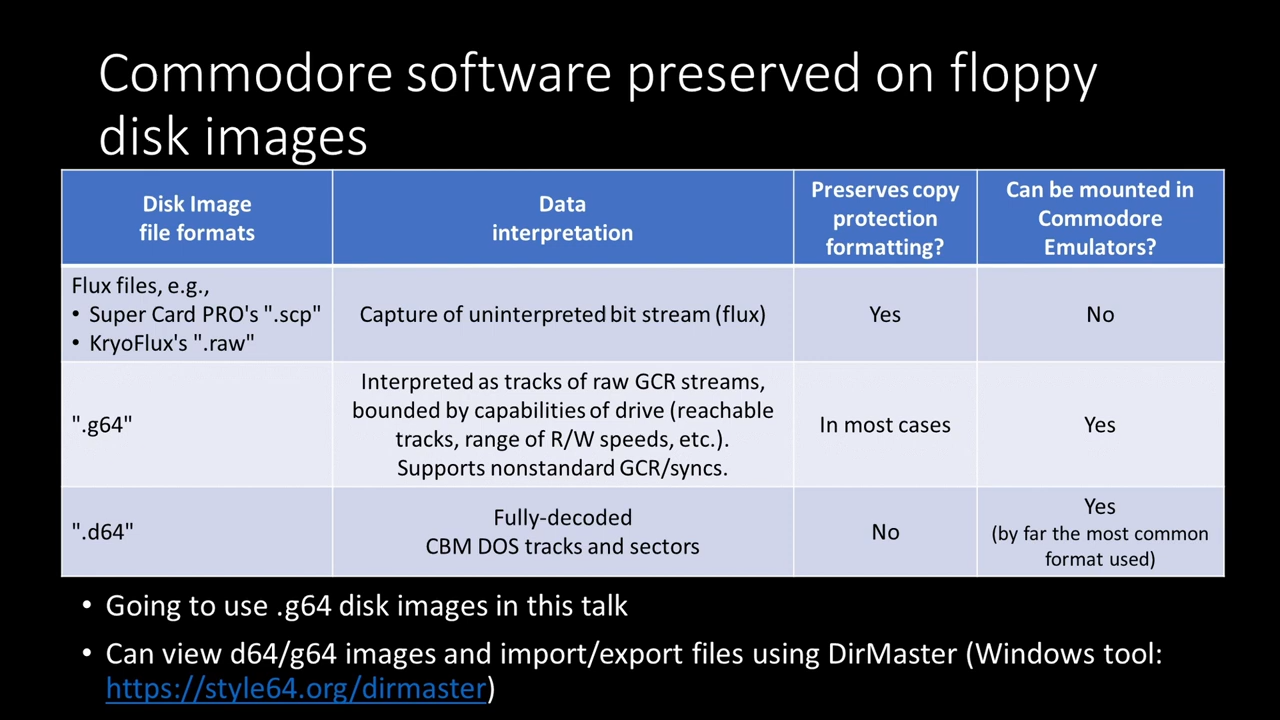 Commodore software preserved on floppy
disk images
Disk Image
file formats
Data
interpretation
Preserves copy
protection
formatting?
Can be mounted in
Commodore
Emulators?
Flux files, e.g.,
• Super Card PRO's ".scp"
• KryoFlux's ".raw"
Capture of uninterpreted bit stream (flux)
Yes
No
".g64"
Interpreted as tracks of raw GCR streams,
bounded by capabilities of drive (reachable
tracks, range of R/W speeds, etc.).
Supports nonstandard GCR/syncs.
In most cases
Yes
".d64"
Fully-decoded
CBM DOS tracks and sectors
No
Yes
(by far the most common
format used)
• Going to use .g64 disk images in this talk
• Can view d64/g64 images and import/export files using DirMaster (Windows tool:
https://style64.org/dirmaster)